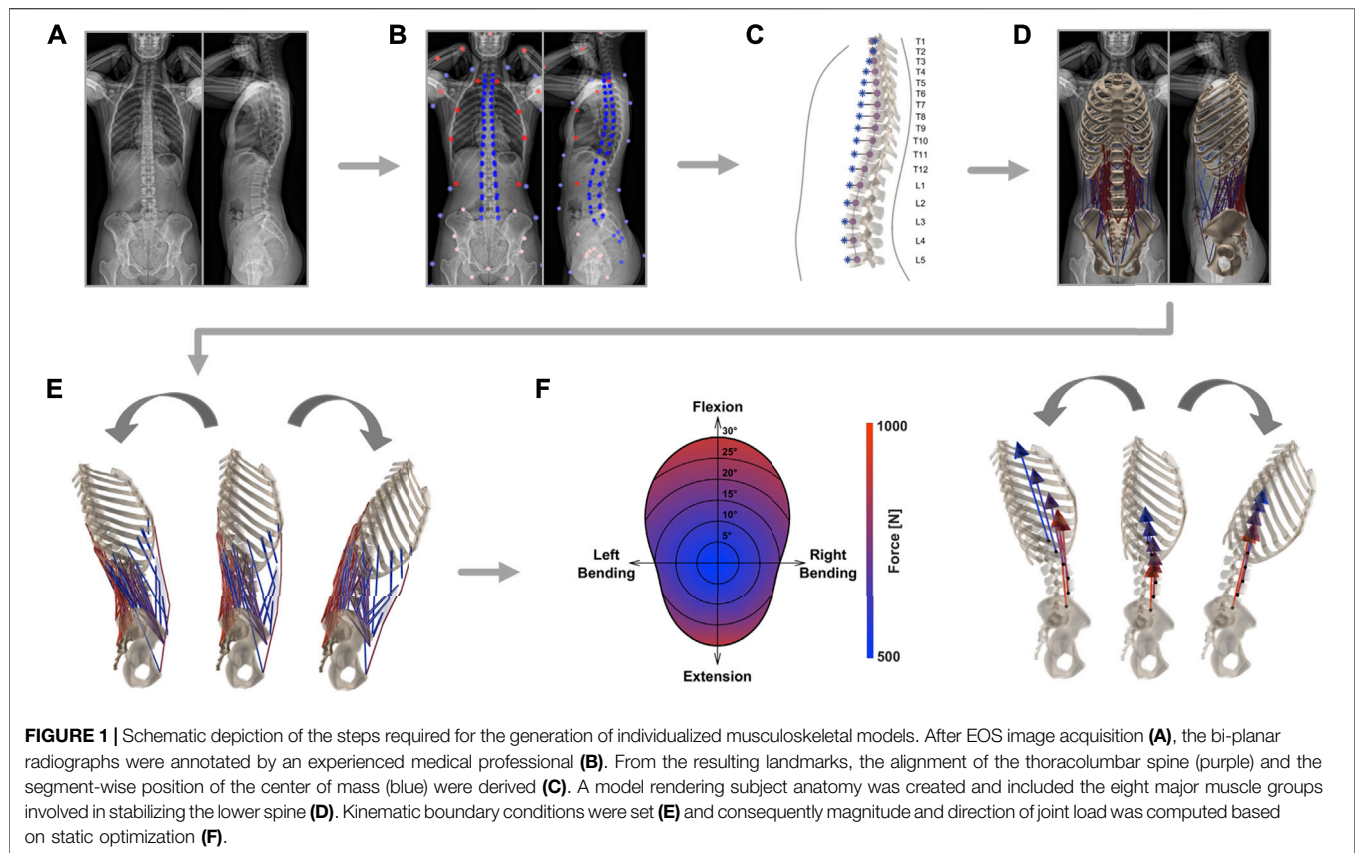 A
B
C
D
T1
T2
T3
T4
T5
T6
T7
T8
T9
T10
T11
T12
L1
L2
L3
L4
L5
E
F
Flexion
30°
25°
20°
15°
10°
5°
Left
Bending
Right
Bending
Extension
1000
Force [N]
500
FIGURE 1 | Schematic depiction of the steps required for the generation of individualized musculoskeletal models. After EOS image acquisition (A), the bi-planar
radiographs were annotated by an experienced medical professional (B). From the resulting landmarks, the alignment of the thoracolumbar spine (purple) and the
segment-wise position of the center of mass (blue) were derived (C). A model rendering subject anatomy was created and included the eight major muscle groups
involved in stabilizing the lower spine (D). Kinematic boundary conditions were set (E) and consequently magnitude and direction of joint load was computed based
on static optimization (F).